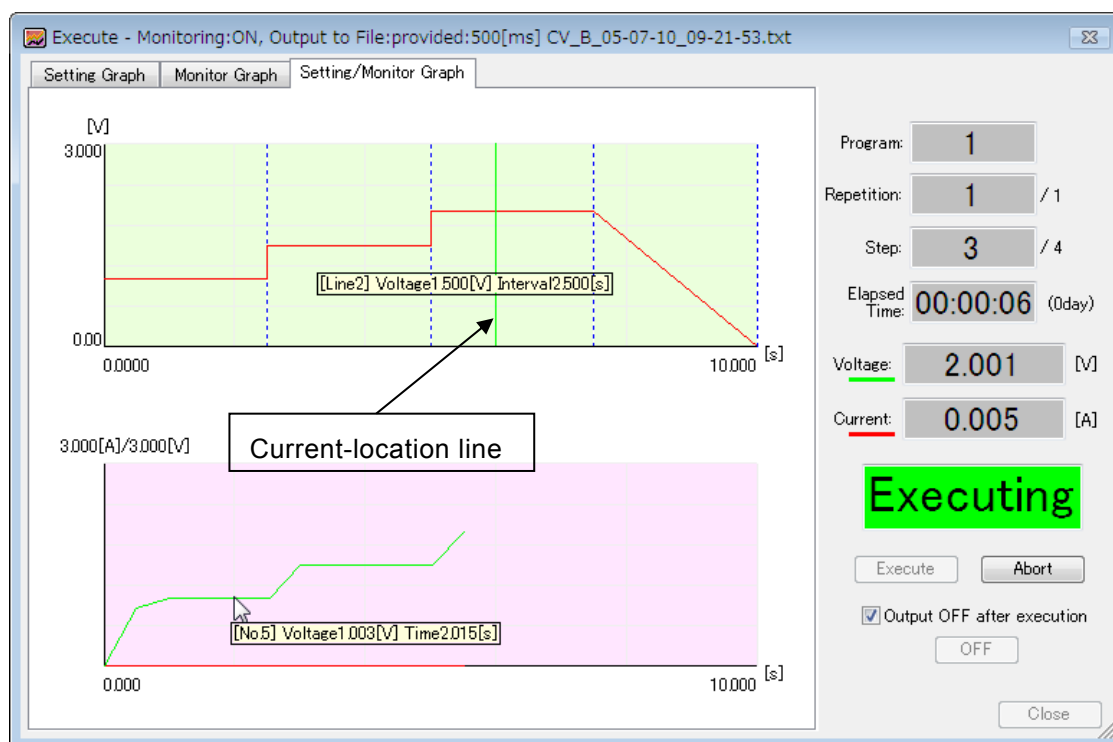 Execute - Monitoring:ON, Output to File:provided:500[ms] CV_B_05-07-10_09-21-53.txt
Setting Graph
Monitor Graph
Setting/Monitor Graph
[V]
3.000
0.00
0.0000
10.000
[s]
[Line2] Voltage1.500[V] Interval2.500[s]
Current-location line
3.000[A]/3.000[V]
[No.5] Voltage1.003[V] Time2.015[s]
0.000
10.000
[s]
Program:
1
Repetition:
1
/ 1
Step:
3
/ 4
Elapsed
Time:
00:00:06
(0day)
Voltage:
2.001
[V]
Current:
0.005
[A]
Executing
Execute
Abort
Output OFF after execution
OFF
Close